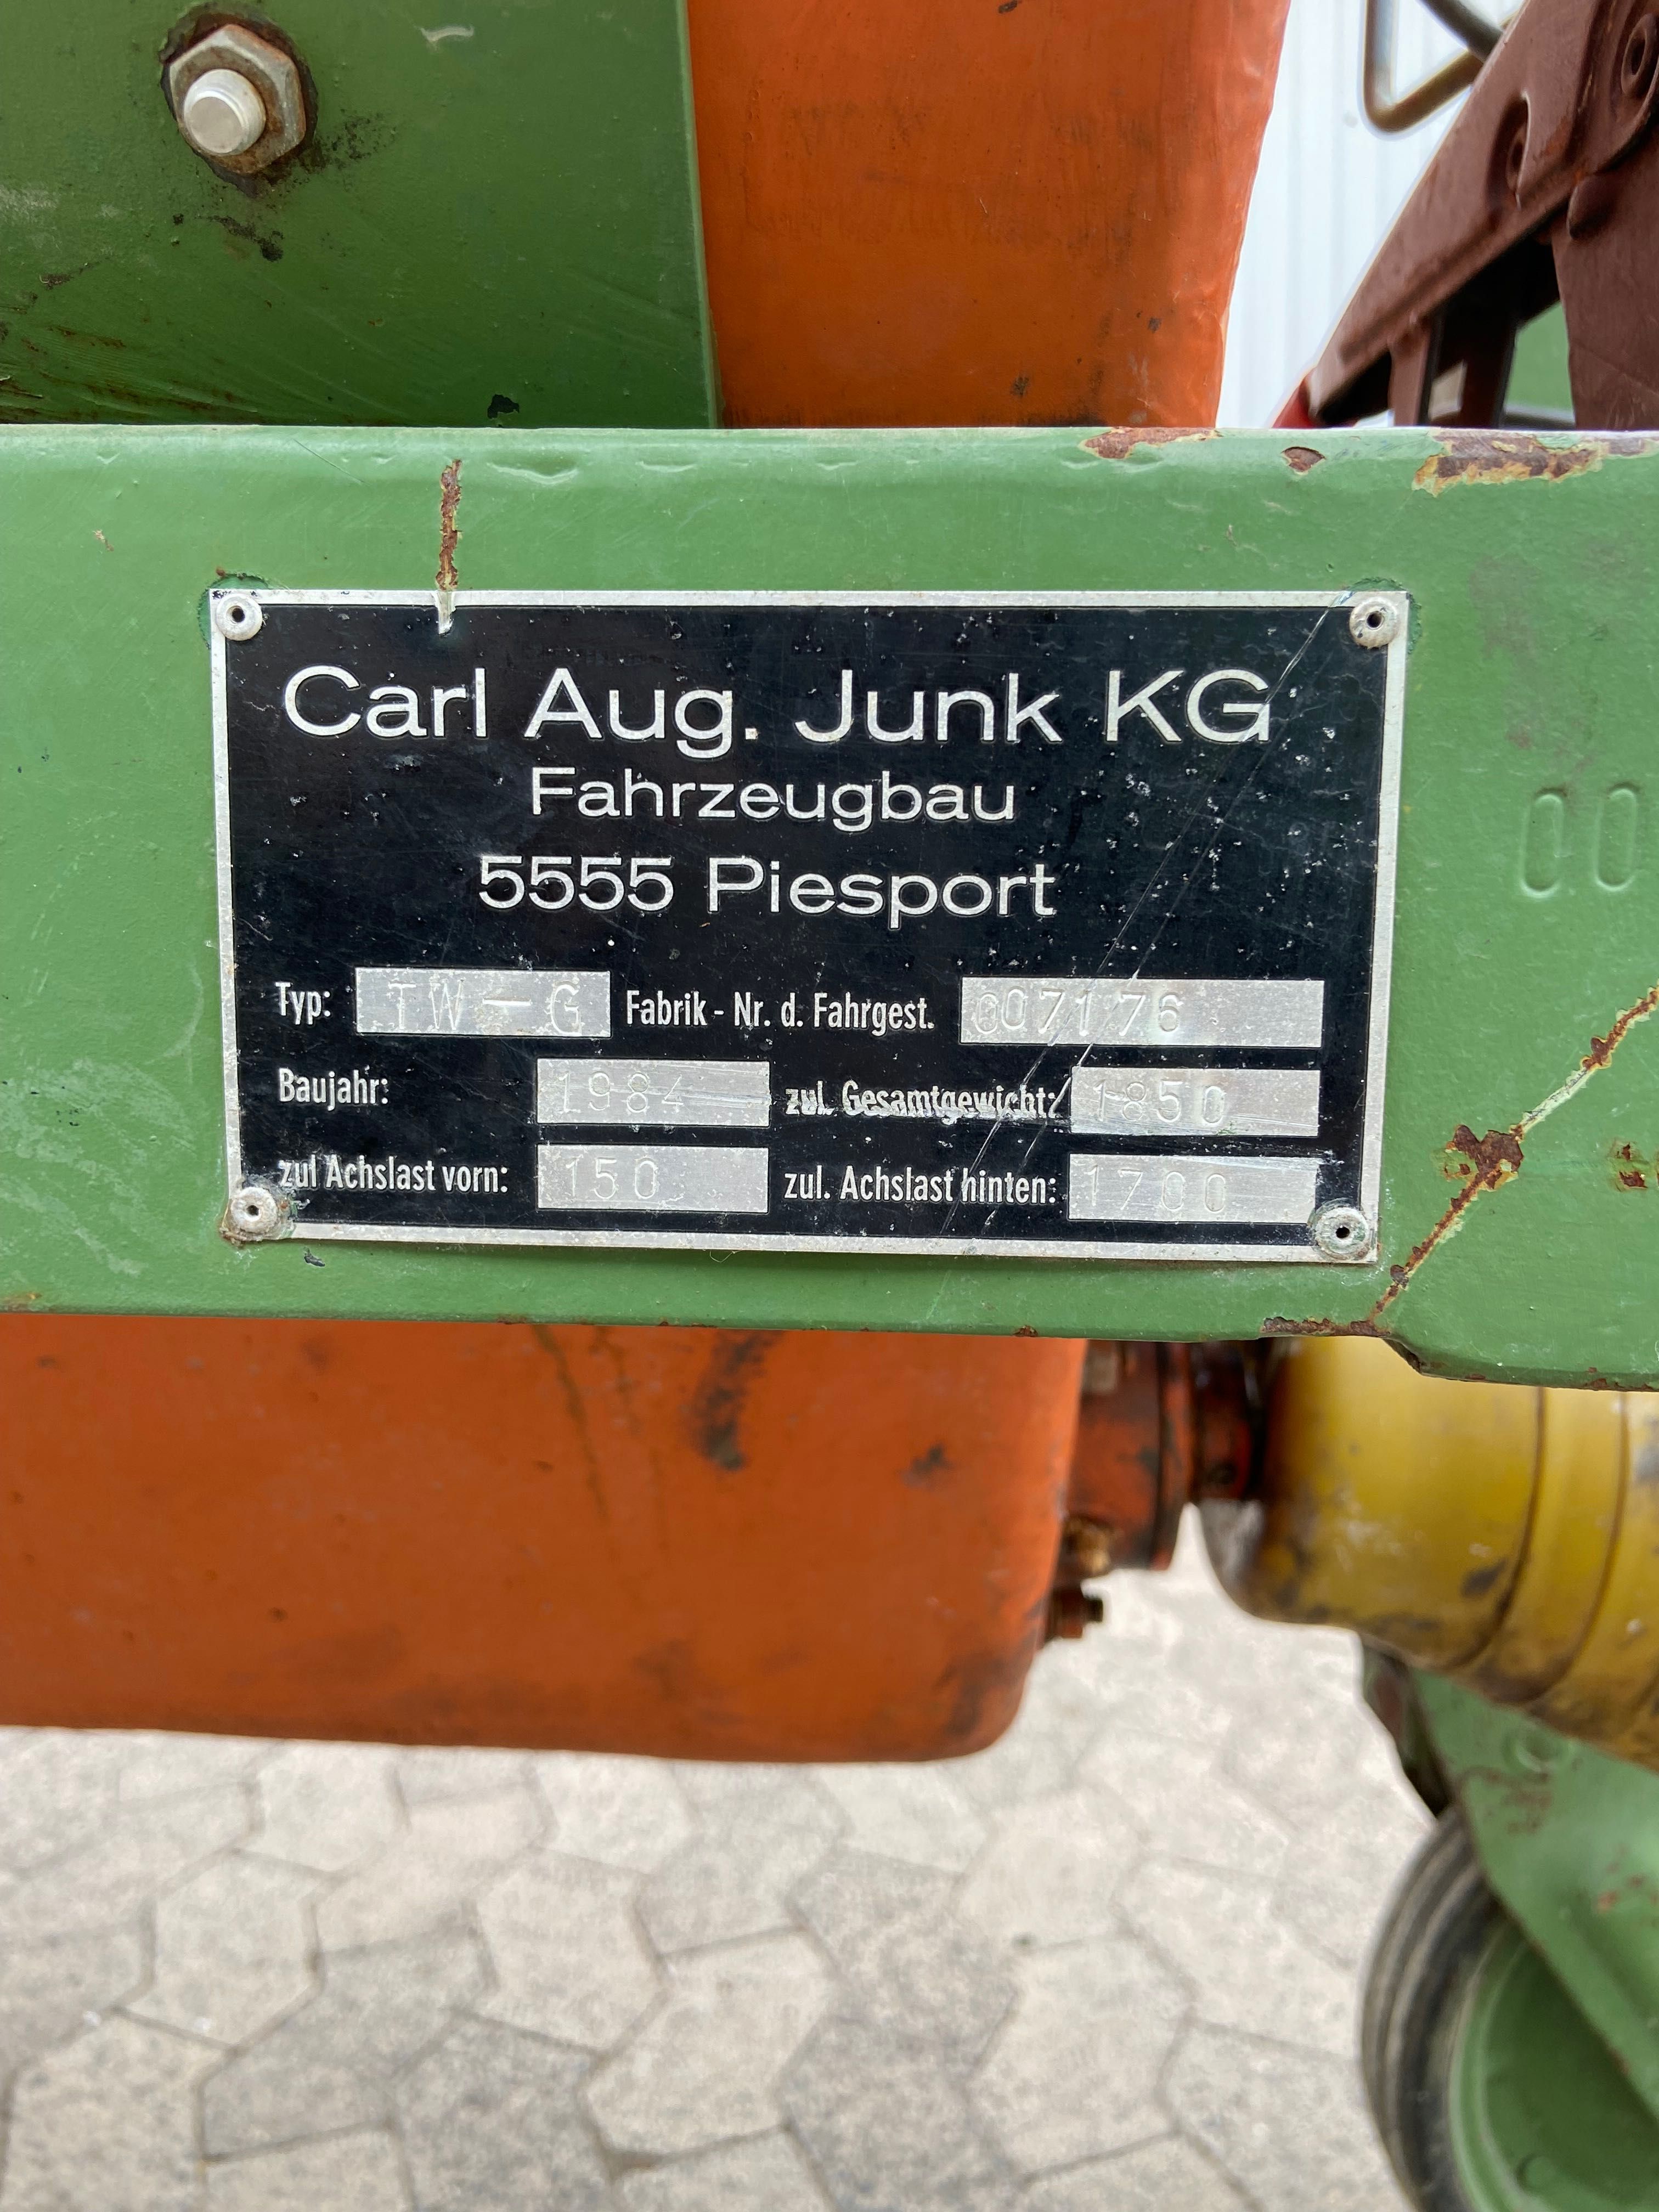 Carl Aug. Junk KG
Fahrzeugbau
5555 Piesport
Typ: TW-G Fabrik - Nr. d. Fahrgest. 007176
Baujahr: 1984 zul. Gesamtgewicht: 1850
zul Achslast vorn: 150 zul. Achslast hinten: 1700
00